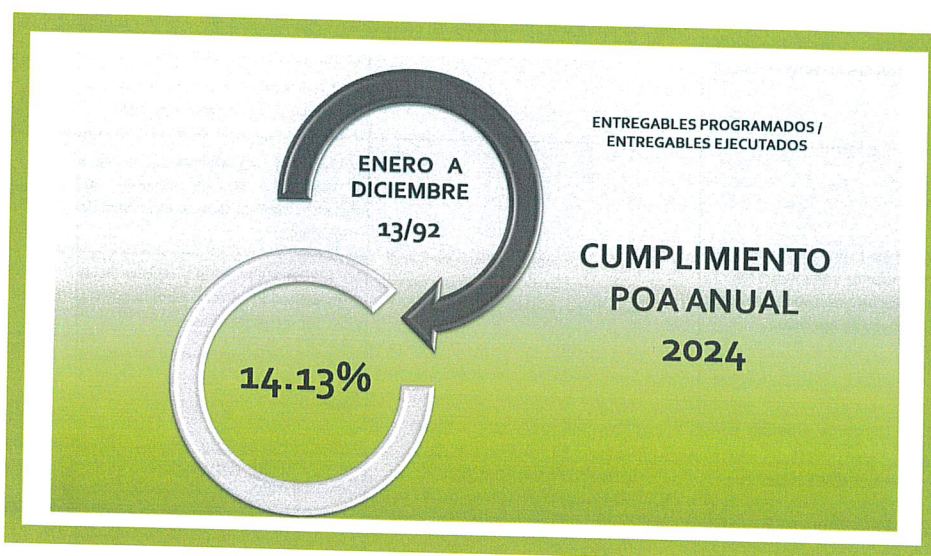 ENERO A
DICIEMBRE
13/92
14.13%
ENTREGABLES PROGRAMADOS /
ENTREGABLES EJECUTADOS
CUMPLIMIENTO
POA ANUAL
2024